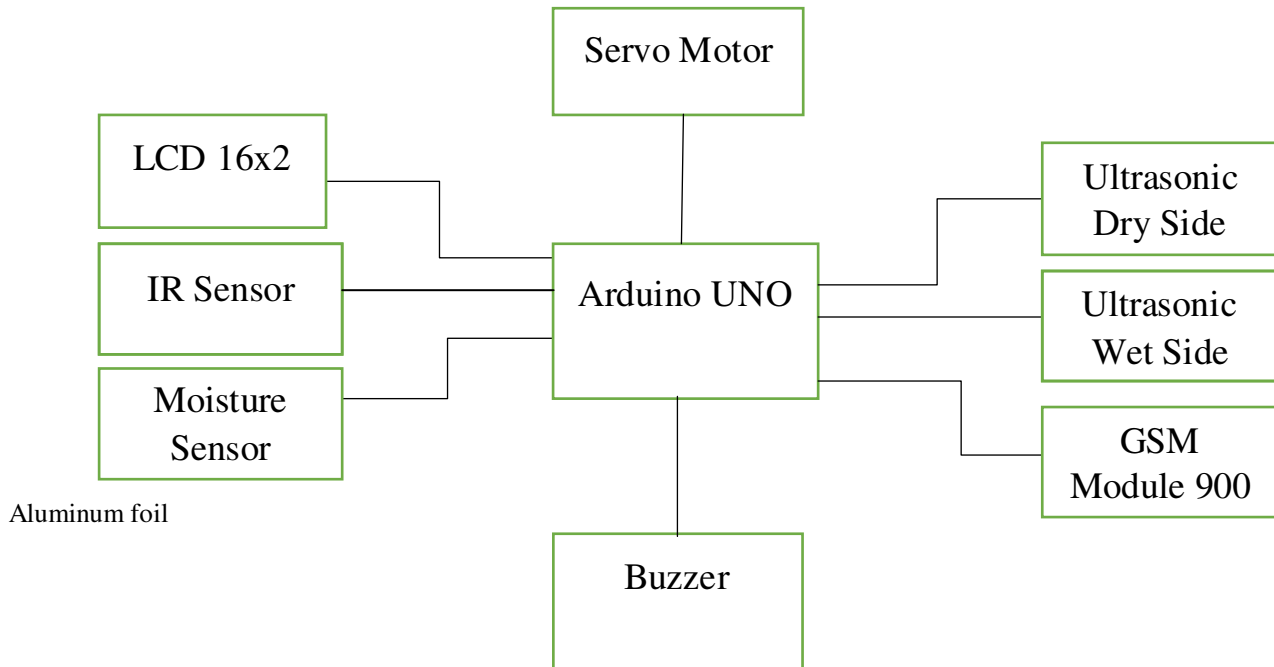 Servo Motor
LCD 16x2
IR Sensor
Moisture
Sensor
Aluminum foil
Arduino UNO
Buzzer
Ultrasonic
Dry Side
Ultrasonic
Wet Side
GSM
Module 900